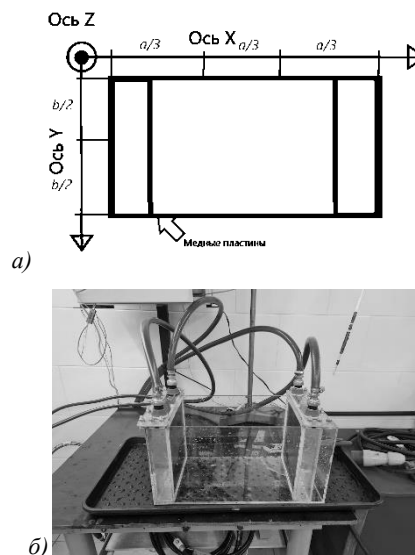 Ось Z
Ось X
a/3
a/3
a/3
b/2
Ось Y
b/2
Медные пластины
а)
б)